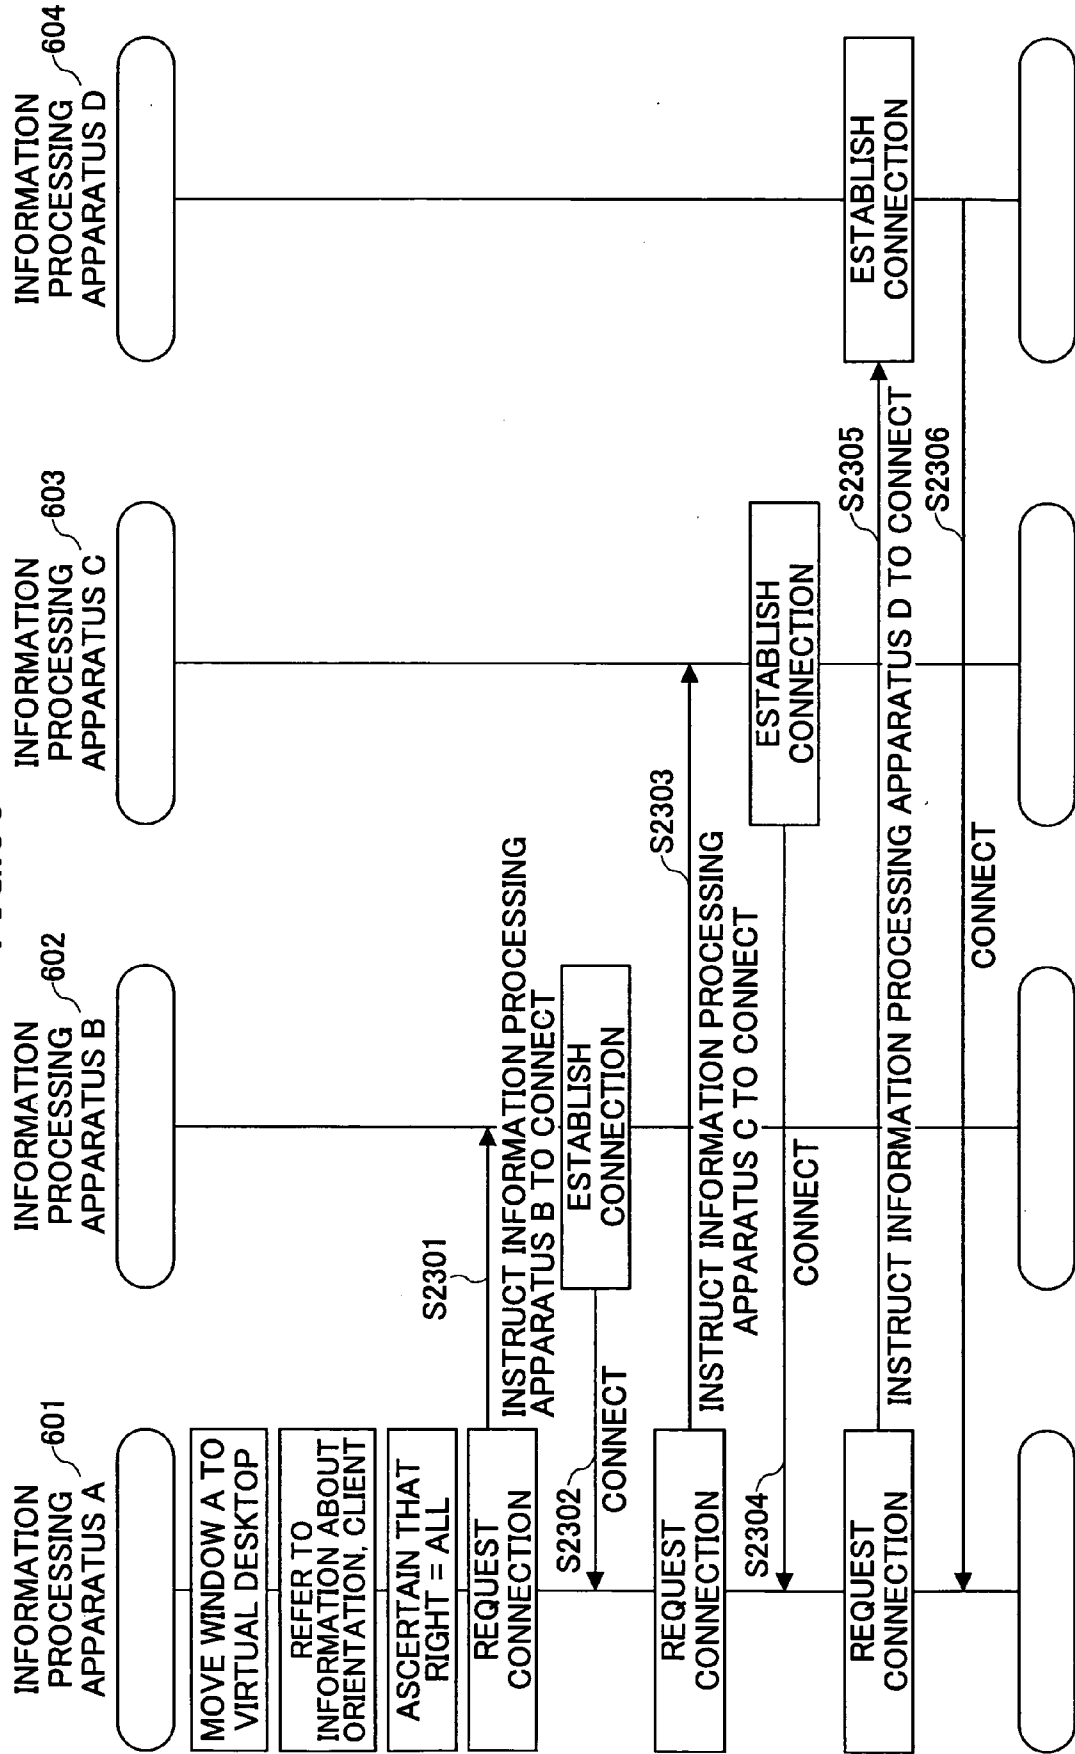 INFORMATION
PROCESSING
APPARATUS A
601
INFORMATION
PROCESSING
APPARATUS B
602
INFORMATION
PROCESSING
APPARATUS C
603
INFORMATION
PROCESSING
APPARATUS D
604
MOVE WINDOW A TO
VIRTUAL DESKTOP
REFER TO
INFORMATION ABOUT
ORIENTATION, CLIENT
ASCERTAIN THAT
RIGHT = ALL
REQUEST
CONNECTION
S2301
INSTRUCT INFORMATION PROCESSING
APPARATUS B TO CONNECT
ESTABLISH
CONNECTION
S2302
CONNECT
REQUEST
CONNECTION
S2303
INSTRUCT INFORMATION PROCESSING
APPARATUS C TO CONNECT
ESTABLISH
CONNECTION
S2304
CONNECT
REQUEST
CONNECTION
S2305
INSTRUCT INFORMATION PROCESSING APPARATUS D TO CONNECT
ESTABLISH
CONNECTION
S2306
CONNECT